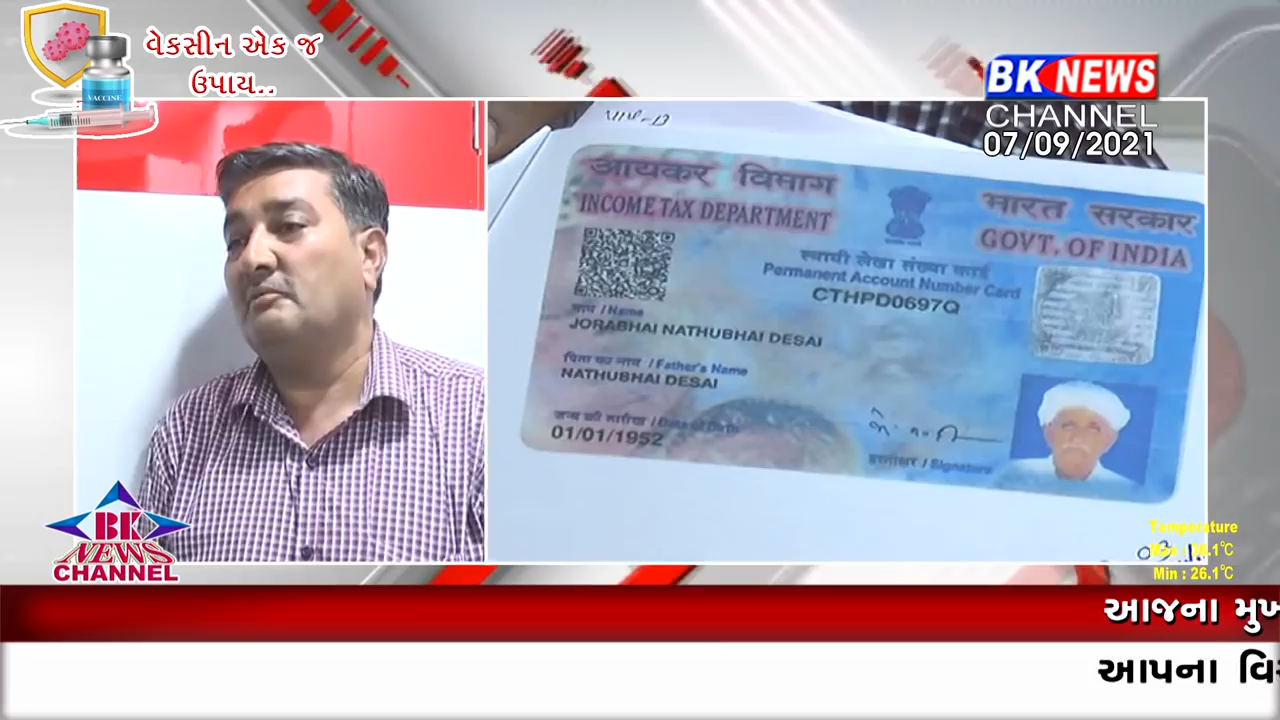 વેકસીન એક જ
ઉપાય..
VACCINE
BK NEWS
CHANNEL
07/09/2021
आयकर विभाग
INCOME TAX DEPARTMENT
भारत सरकार
GOVT. OF INDIA
स्थायी लेखा संख्या कार्ड
Permanent Account Number Card
CTHPD0697Q
नाम / Name
JORABHAI NATHUBHAI DESAI
पिता का नाम / Father's Name
NATHUBHAI DESAI
जन्म की तारीख / Date of Birth
01/01/1952
हस्ताक्षर / Signature
BK
NEWS
CHANNEL
Temperature
Min : 26.1℃
આજના
આપના